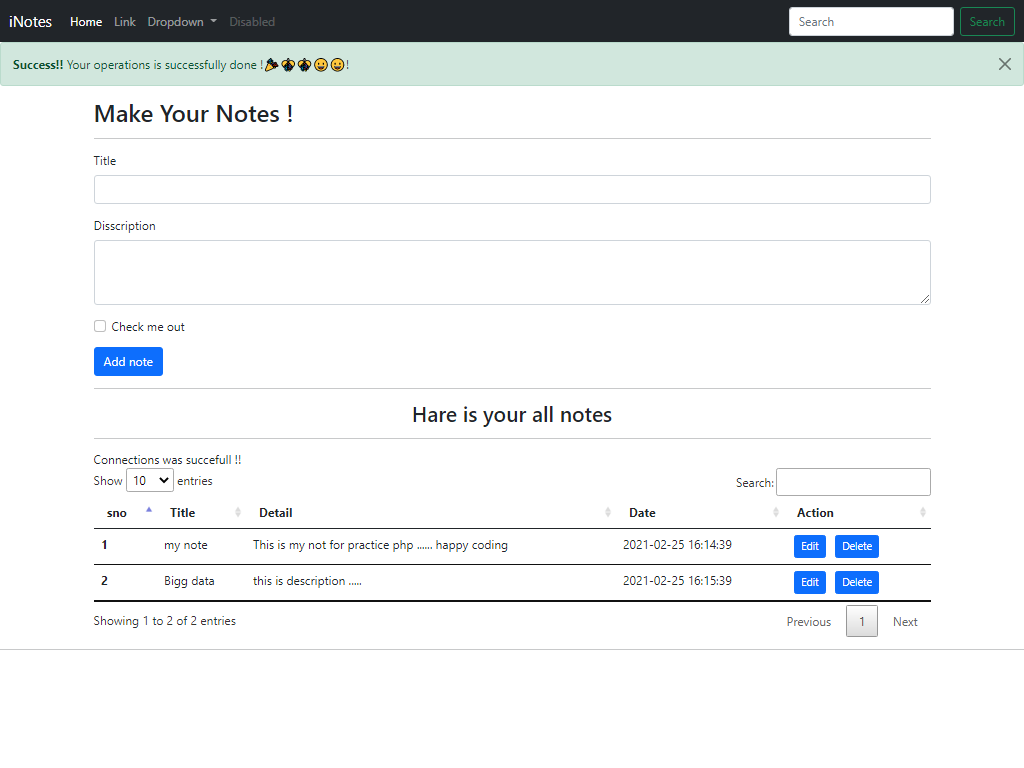 iNotes Home Link Dropdown Disabled Search Search
Success!! Your operations is successfully done !🎉👏👏😀😀!
Make Your Notes !
Title
Disscription
Check me out
Add note
Hare is your all notes
Connections was succefull !!
Show 10 entries Search:
sno Title Detail Date Action
1 my note This is my not for practice php ...... happy coding 2021-02-25 16:14:39 Edit Delete
2 Bigg data this is description ..... 2021-02-25 16:15:39 Edit Delete
Showing 1 to 2 of 2 entries Previous 1 Next